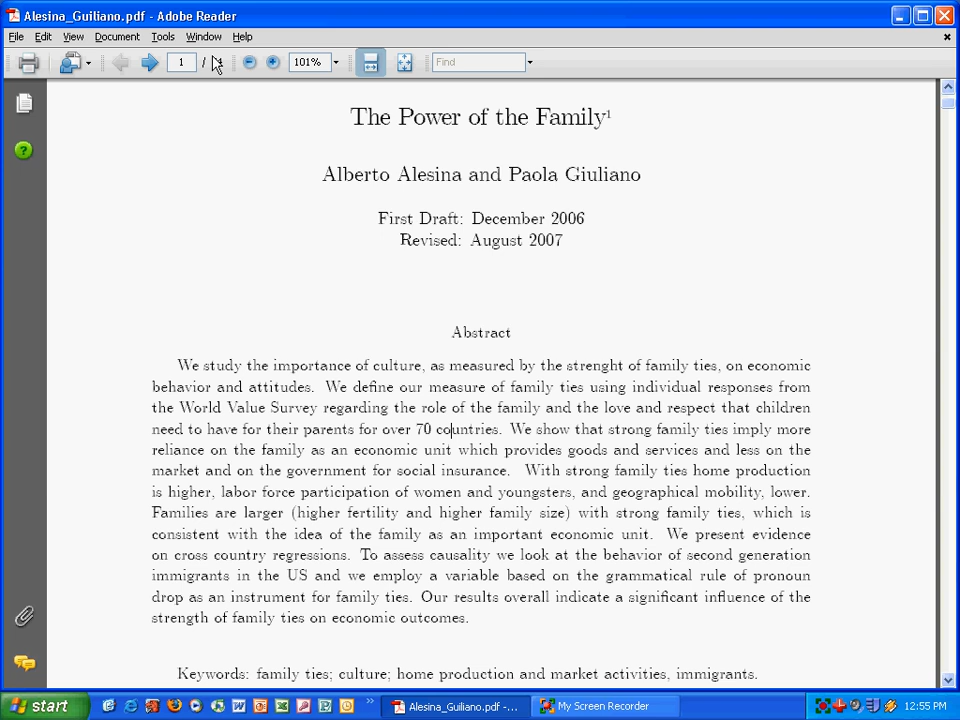 Alesina_Guiliano.pdf - Adobe Reader
File Edit View Document Tools Window Help
1 / 101% Find
The Power of the Family¹
Alberto Alesina and Paola Giuliano
First Draft: December 2006
Revised: August 2007
Abstract
We study the importance of culture, as measured by the strenght of family ties, on economic
behavior and attitudes. We define our measure of family ties using individual responses from
the World Value Survey regarding the role of the family and the love and respect that children
need to have for their parents for over 70 countries. We show that strong family ties imply more
reliance on the family as an economic unit which provides goods and services and less on the
market and on the government for social insurance. With strong family ties home production
is higher, labor force participation of women and youngsters, and geographical mobility, lower.
Families are larger (higher fertility and higher family size) with strong family ties, which is
consistent with the idea of the family as an important economic unit. We present evidence
on cross country regressions. To assess causality we look at the behavior of second generation
immigrants in the US and we employ a variable based on the grammatical rule of pronoun
drop as an instrument for family ties. Our results overall indicate a significant influence of the
strength of family ties on economic outcomes.
Keywords: family ties; culture; home production and market activities, immigrants.
start Alesina_Guiliano.pdf -... My Screen Recorder 12:55 PM